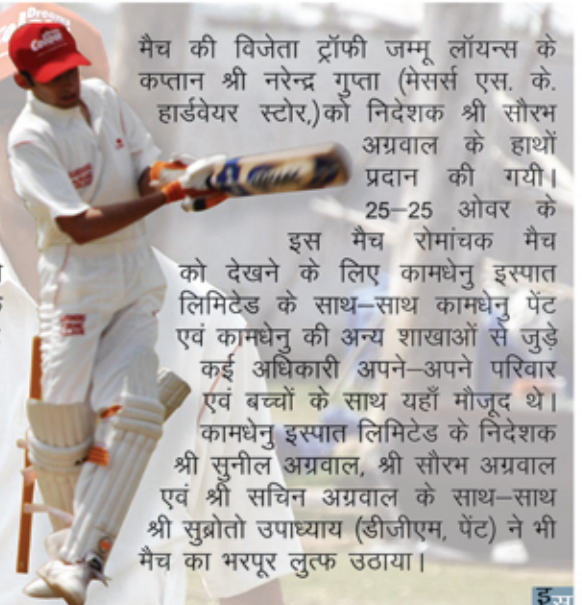 मैच की विजेता ट्रॉफी जम्मू लॉयन्स के
कप्तान श्री नरेन्द्र गुप्ता (मेसर्स एस. के.
हार्डवेयर स्टोर,)को निदेशक श्री सौरभ
अग्रवाल के हाथों
प्रदान की गयी।
25–25 ओवर के
इस मैच रोमांचक मैच
को देखने के लिए कामधेनु इस्पात
लिमिटेड के साथ–साथ कामधेनु पेंट
एवं कामधेनु की अन्य शाखाओं से जुड़े
कई अधिकारी अपने–अपने परिवार
एवं बच्चों के साथ यहाँ मौजूद थे।
कामधेनु इस्पात लिमिटेड के निदेशक
श्री सुनील अग्रवाल, श्री सौरभ अग्रवाल
एवं श्री सचिन अग्रवाल के साथ–साथ
श्री सुब्रोतो उपाध्याय (डीजीएम, पेंट) ने भी
मैच का भरपूर लुत्फ उठाया।